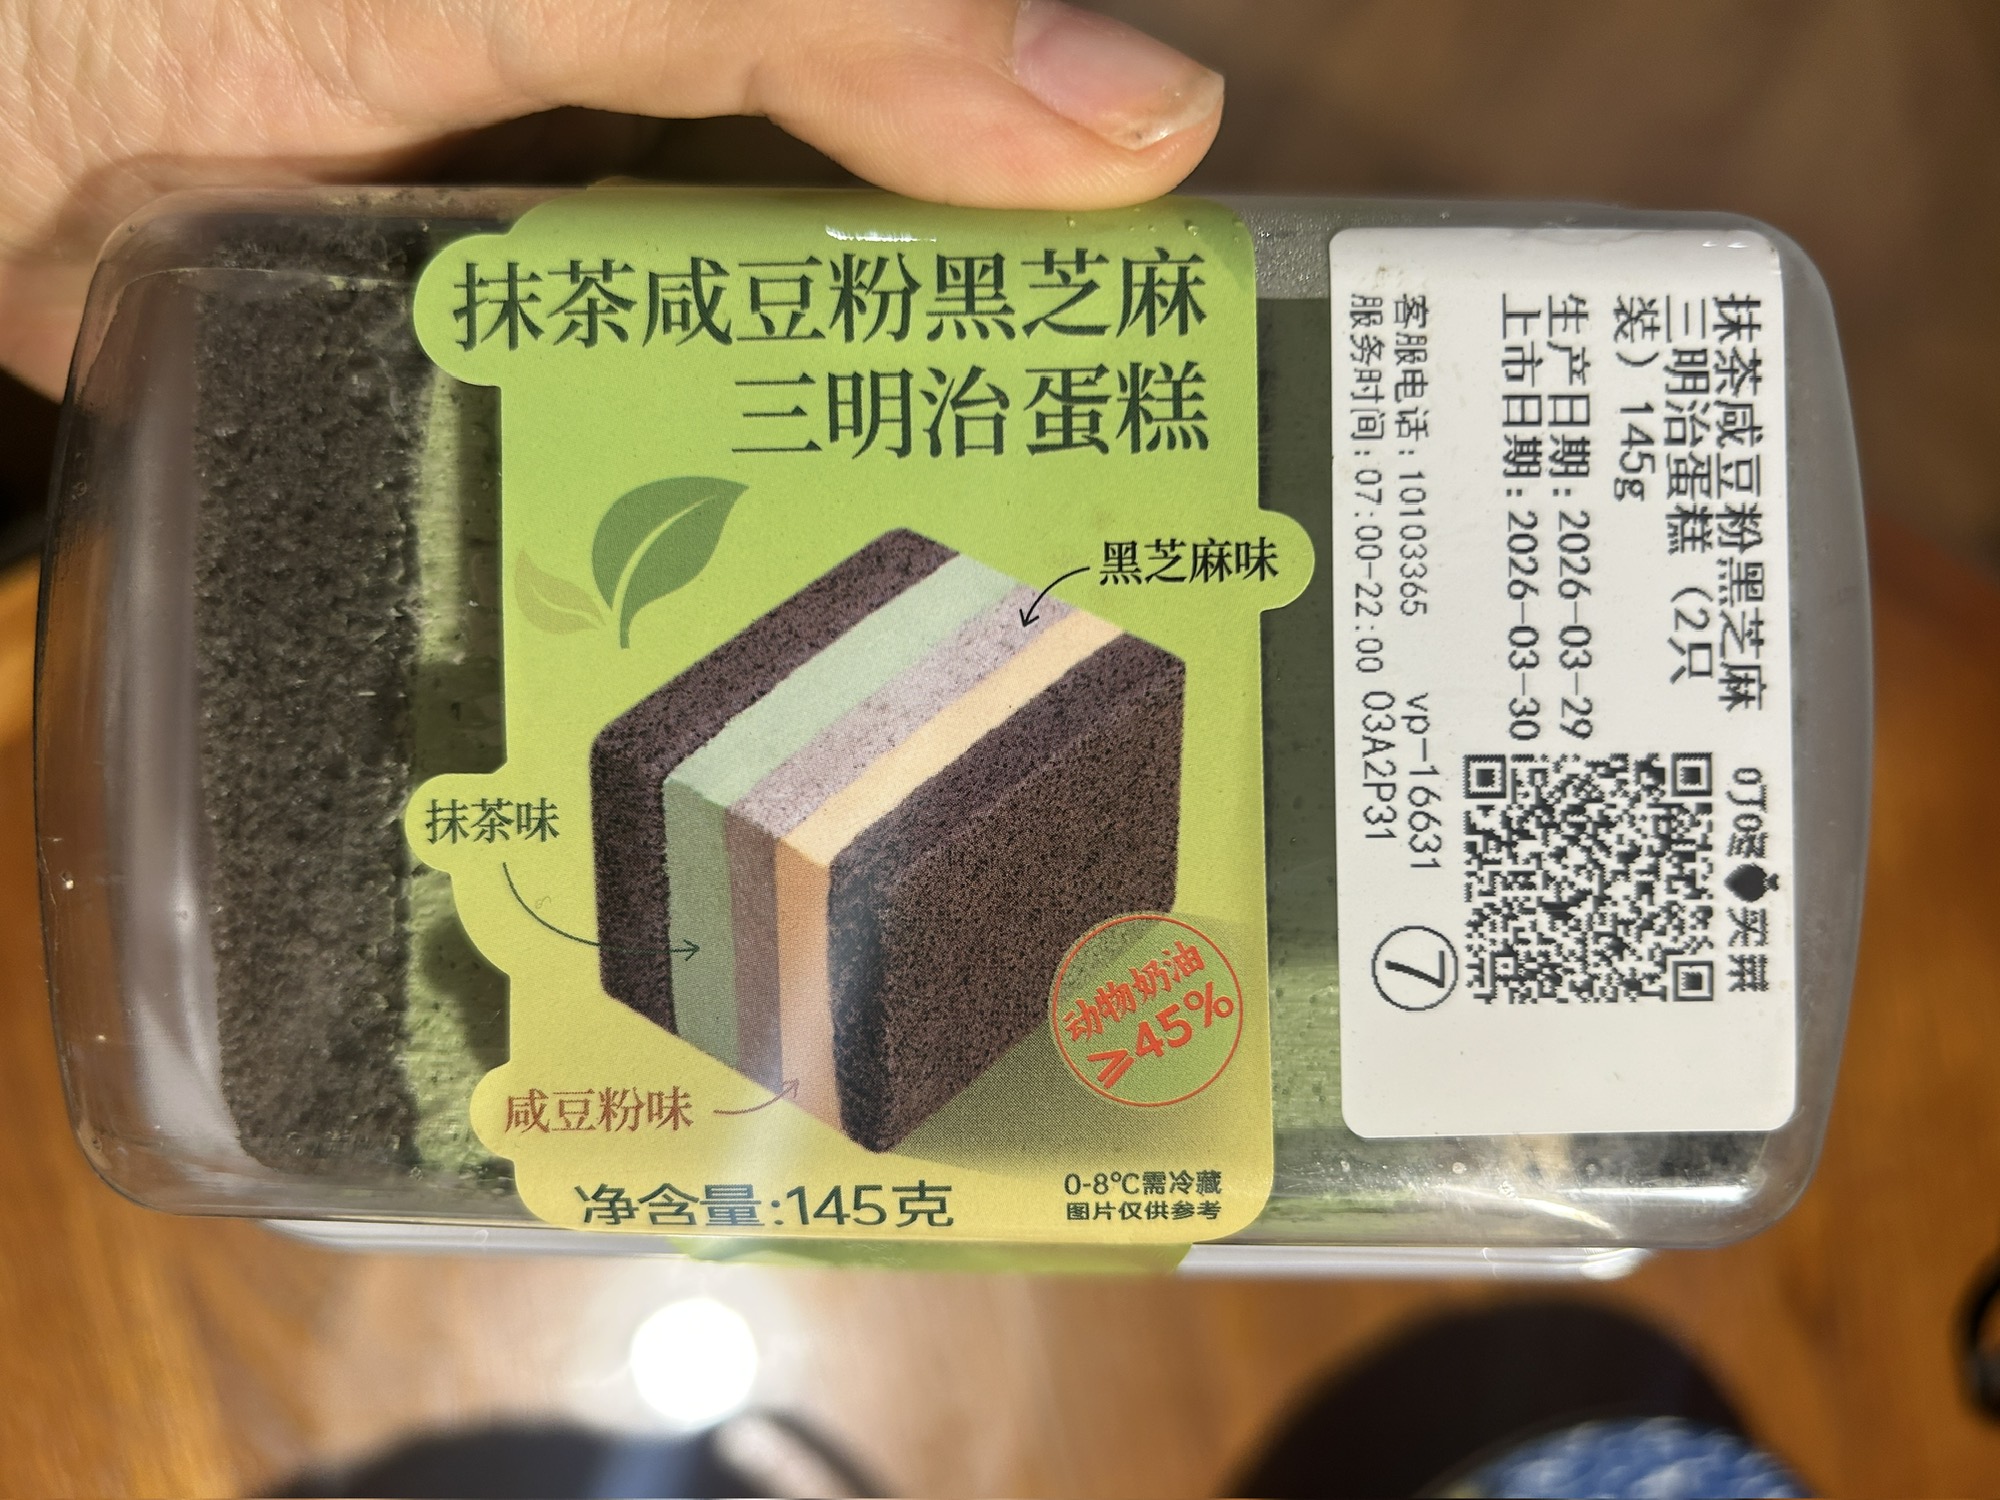 抹茶咸豆粉黑芝麻
三明治蛋糕
黑芝麻味
抹茶味
咸豆粉味
动物奶油
≥45%
净含量:145克
0-8℃需冷藏
图片仅供参考
抹茶咸豆粉黑芝麻
三明治蛋糕（2只
装）145g
生产日期:2026-03-29
上市日期:2026-03-30
客服电话:10103365 vp-16631
服务时间:07:00-22:00 03A2P31
7